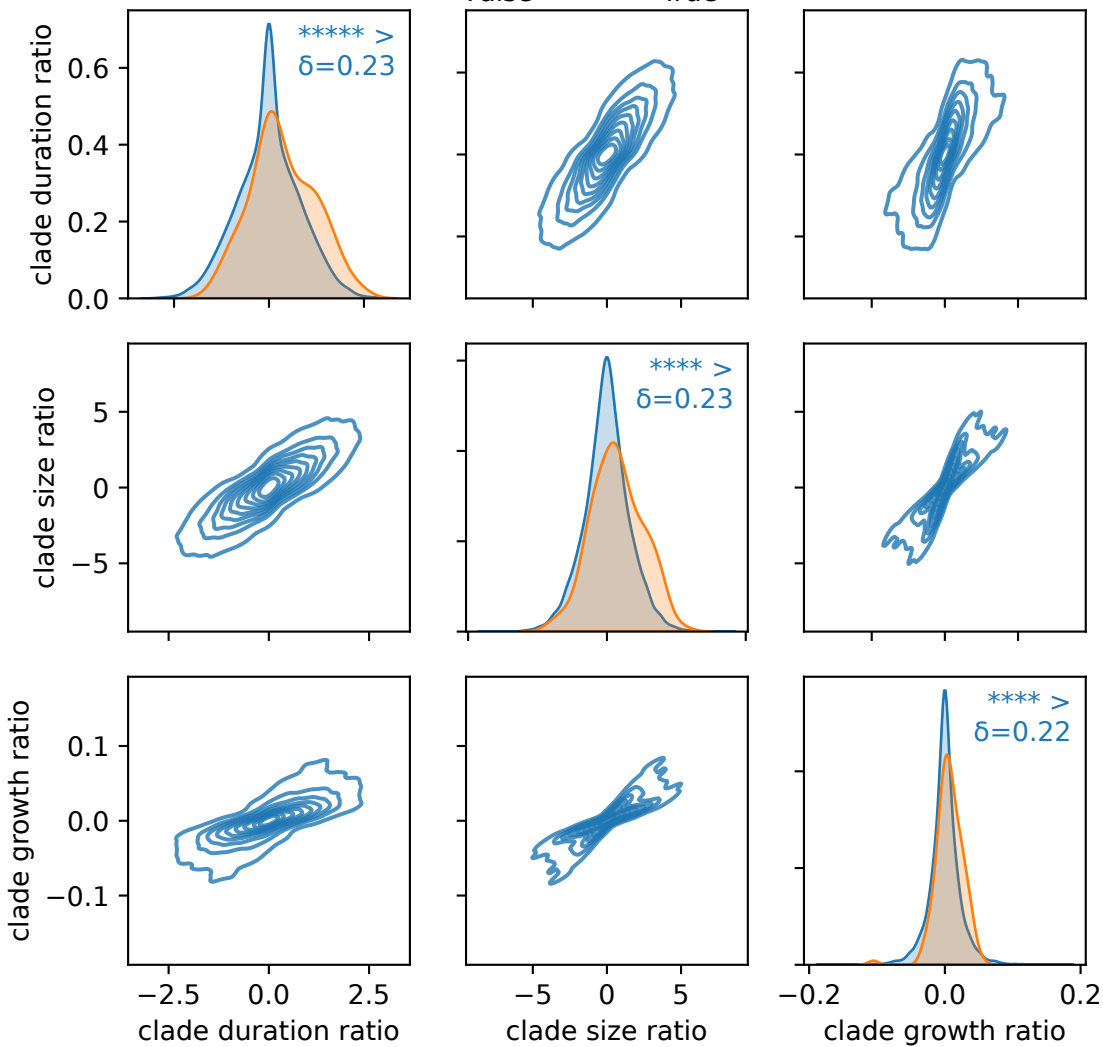 ***** >
δ=0.23
clade duration ratio
0.6
0.4
0.2
0.0
**** >
δ=0.23
clade size ratio
5
0
−5
**** >
δ=0.22
clade growth ratio
0.1
0.0
−0.1
−2.5 0.0 2.5
−5 0 5
−0.2 0.0 0.2
clade duration ratio
clade size ratio
clade growth ratio